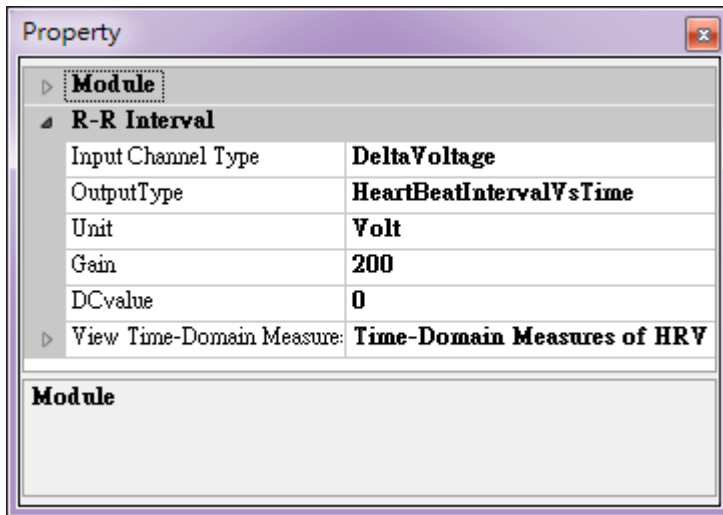 Property
Module
R-R Interval
Input Channel Type DeltaVoltage
OutputType HeartBeatIntervalVsTime
Unit Volt
Gain 200
DCvalue 0
View Time-Domain Measure: Time-Domain Measures of HRV
Module